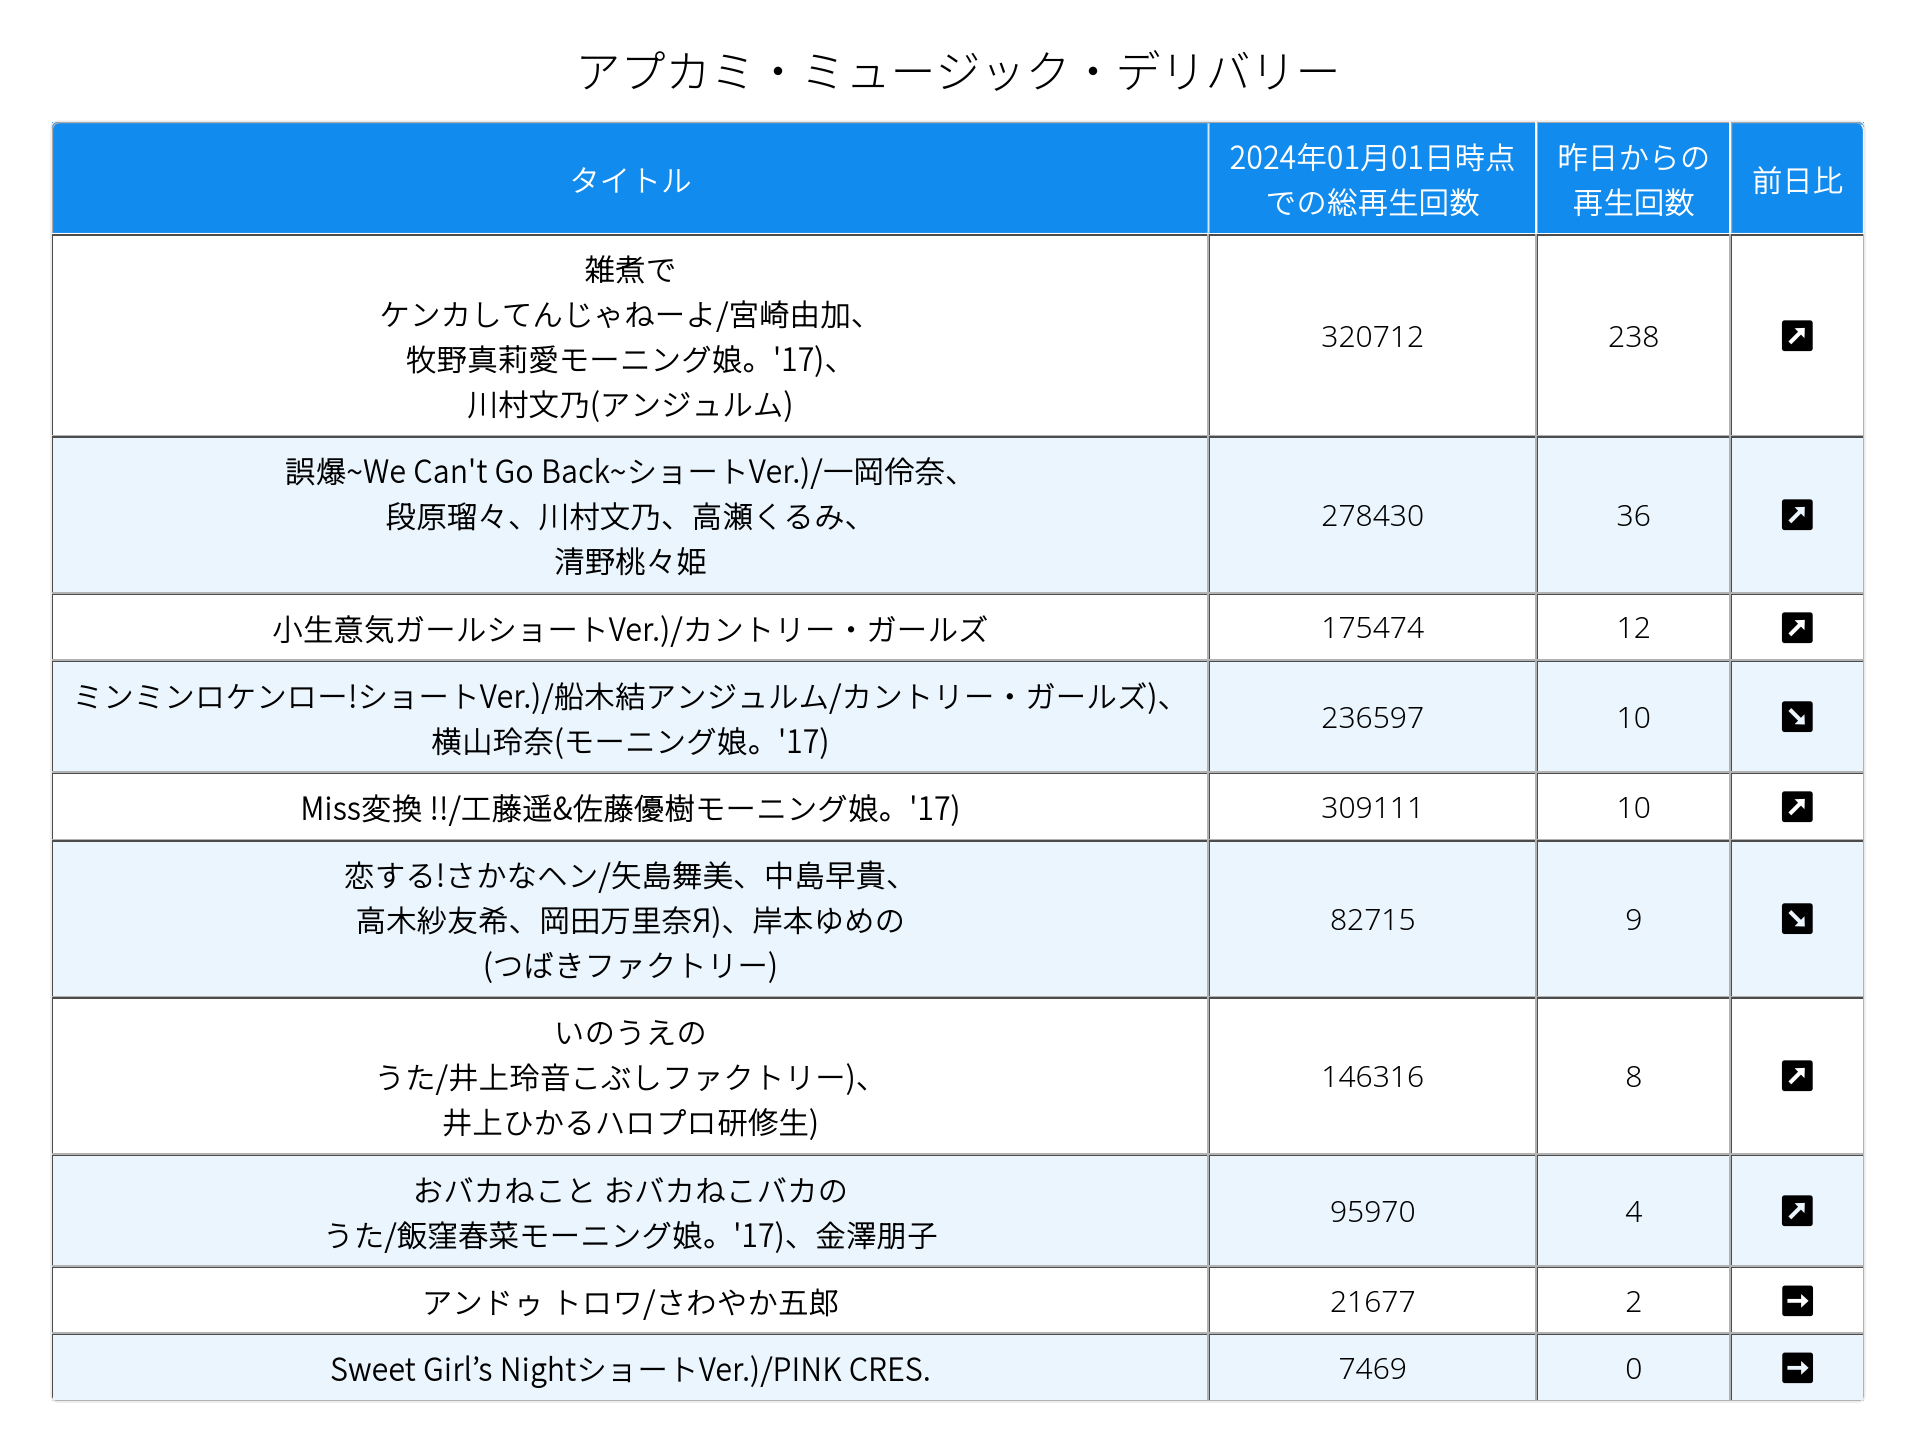 アプカミ・ミュージック・デリバリー
タイトル
2024年01月01日時点
での総再生回数
昨日からの
再生回数
前日比
雑煮で
ケンカしてんじゃねーよ/宮崎由加、
牧野真莉愛モーニング娘。'17)、
川村文乃(アンジュルム)
320712
238
誤爆~We Can't Go Back~ショートVer.)/一岡伶奈、
段原瑠々、川村文乃、高瀬くるみ、
清野桃々姫
278430
36
小生意気ガールショートVer.)/カントリー・ガールズ
175474
12
ミンミンロケンロー!ショートVer.)/船木結アンジュルム/カントリー・ガールズ)、
横山玲奈(モーニング娘。'17)
236597
10
Miss変換 !!/工藤遥&佐藤優樹モーニング娘。'17)
309111
10
恋する!さかなヘン/矢島舞美、中島早貴、
高木紗友希、岡田万里奈Я)、岸本ゆめの
(つばきファクトリー)
82715
9
いのうえの
うた/井上玲音こぶしファクトリー)、
井上ひかるハロプロ研修生)
146316
8
おバカねこと おバカねこバカの
うた/飯窪春菜モーニング娘。'17)、金澤朋子
95970
4
アンドゥ トロワ/さわやか五郎
21677
2
Sweet Girl’s NightショートVer.)/PINK CRES.
7469
0